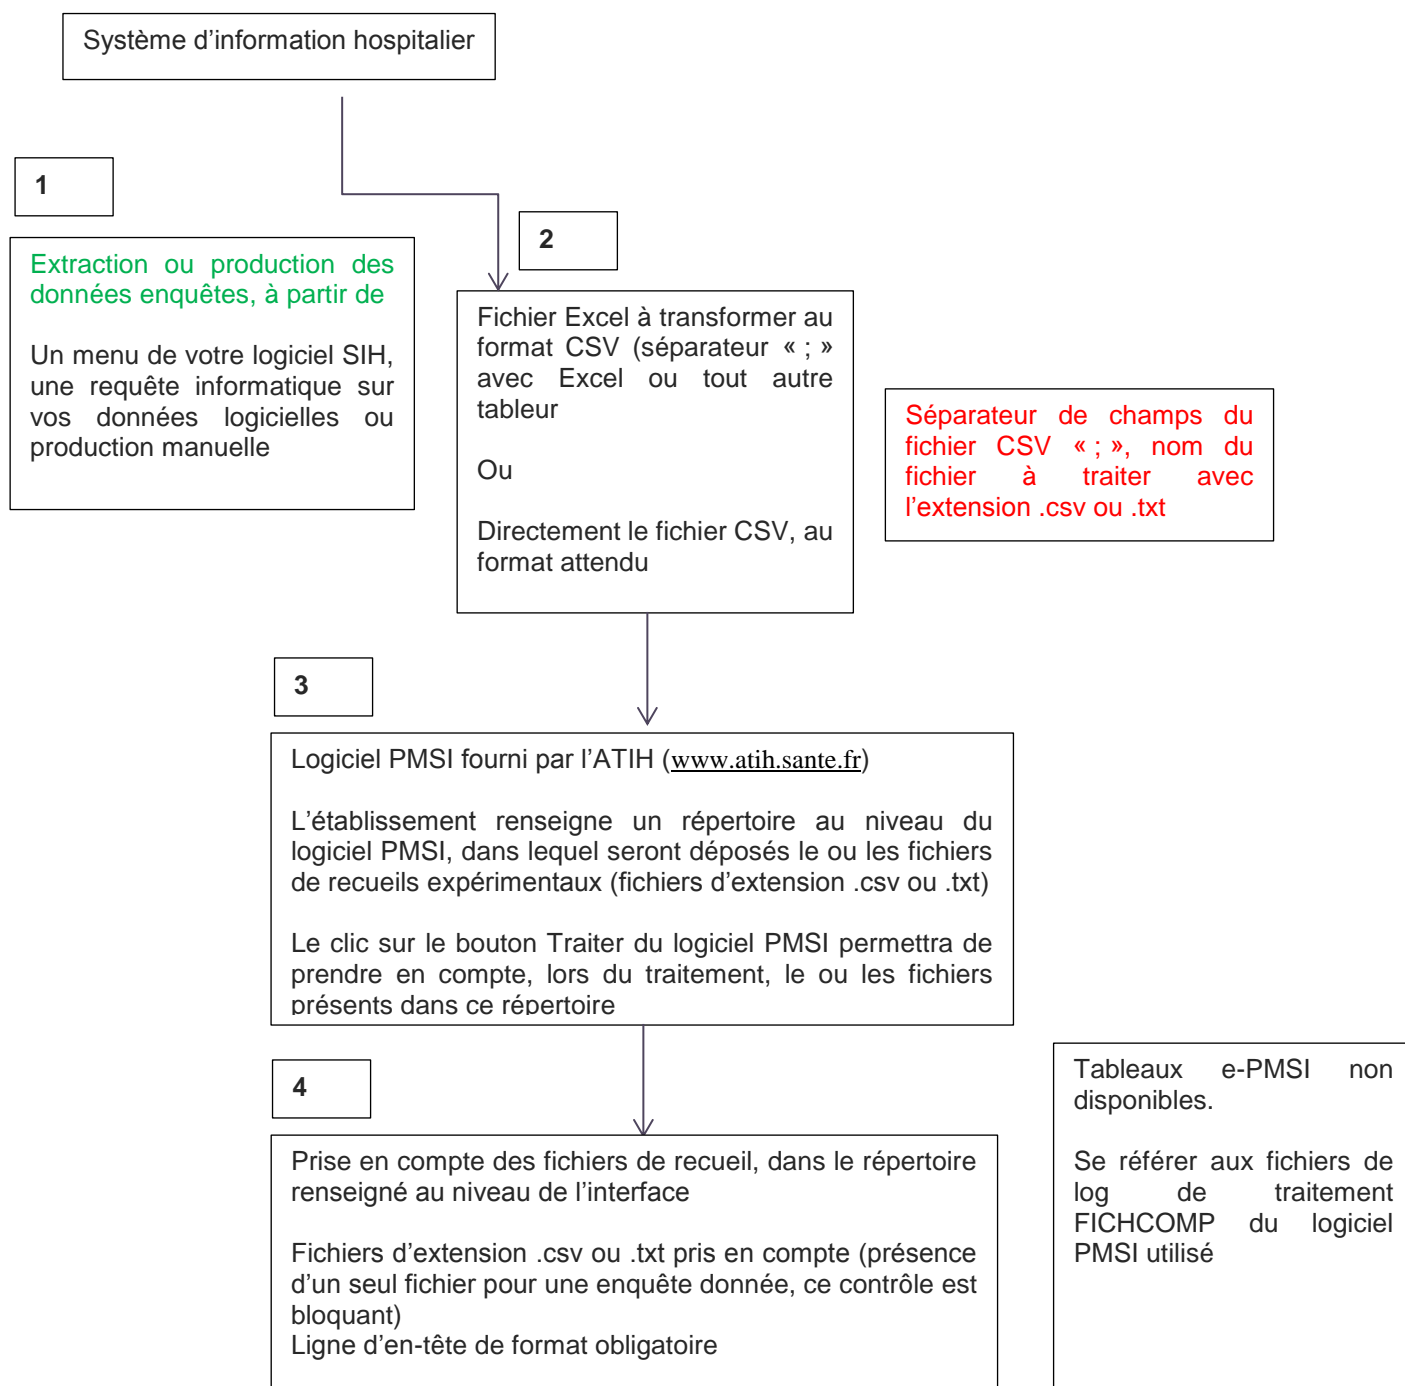 Système d’information hospitalier
1
Extraction ou production des
données enquêtes, à partir de
Un menu de votre logiciel SIH,
une requête informatique sur
vos données logicielles ou
production manuelle
2
Fichier Excel à transformer au
format CSV (séparateur « ; »
avec Excel ou tout autre
tableur
Ou
Directement le fichier CSV, au
format attendu
Séparateur de champs du
fichier CSV « ; », nom du
fichier à traiter avec
l’extension .csv ou .txt
3
Logiciel PMSI fourni par l’ATIH (www.atih.sante.fr)
L’établissement renseigne un répertoire au niveau du
logiciel PMSI, dans lequel seront déposés le ou les fichiers
de recueils expérimentaux (fichiers d’extension .csv ou .txt)
Le clic sur le bouton Traiter du logiciel PMSI permettra de
prendre en compte, lors du traitement, le ou les fichiers
présents dans ce répertoire
4
Prise en compte des fichiers de recueil, dans le répertoire
renseigné au niveau de l’interface
Fichiers d’extension .csv ou .txt pris en compte (présence
d’un seul fichier pour une enquête donnée, ce contrôle est
bloquant)
Ligne d’en-tête de format obligatoire
Tableaux e-PMSI non
disponibles.
Se référer aux fichiers de
log de traitement
FICHCOMP du logiciel
PMSI utilisé